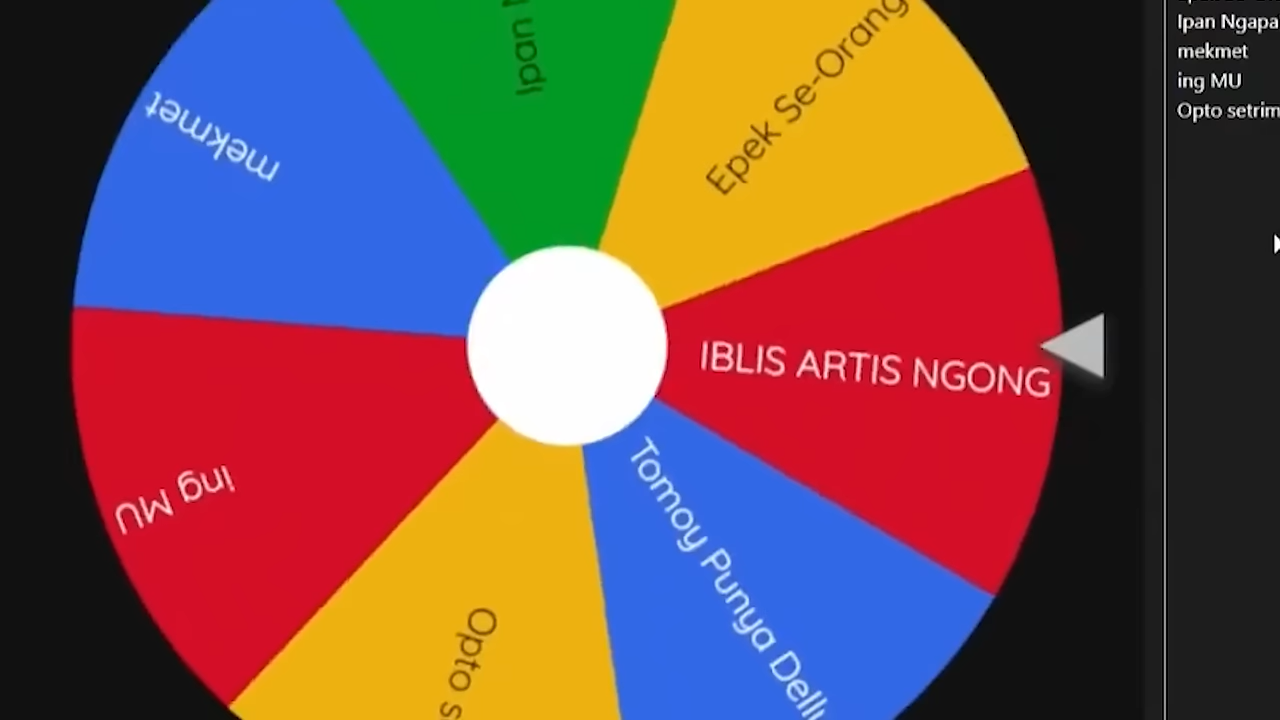 Ipan
Epek Se-Orang
mekmet
IBLIS ARTIS NGONG
ing MU
Tomoy Punya Delly
Opto s
Ipan Ngapa
mekmet
ing MU
Opto setrim